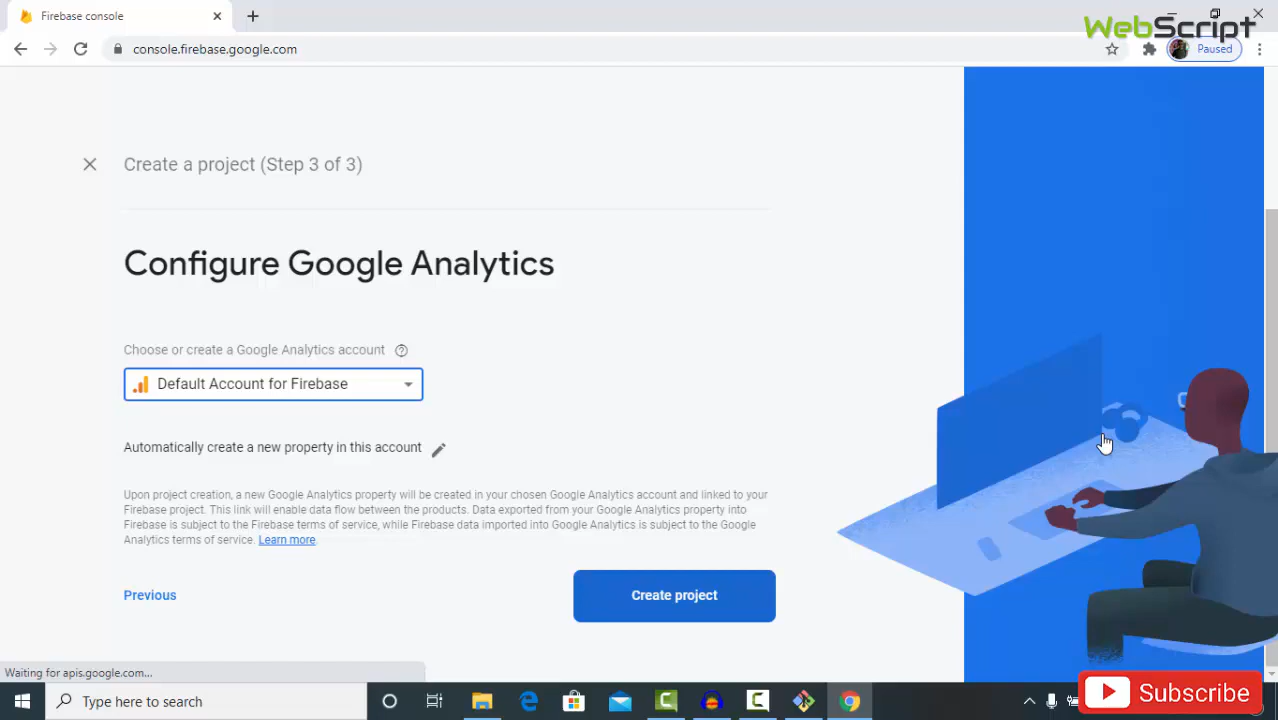 Firebase console
WebScript
console.firebase.google.com
Paused
Create a project (Step 3 of 3)
Configure Google Analytics
Choose or create a Google Analytics account
Default Account for Firebase
Automatically create a new property in this account
Upon project creation, a new Google Analytics property will be created in your chosen Google Analytics account and linked to your
Firebase project. This link will enable data flow between the products. Data exported from your Google Analytics property into
Firebase is subject to the Firebase terms of service, while Firebase data imported into Google Analytics is subject to the Google
Analytics terms of service. Learn more
Previous
Create project
Waiting for apis.google.com...
Type here to search
Subscribe